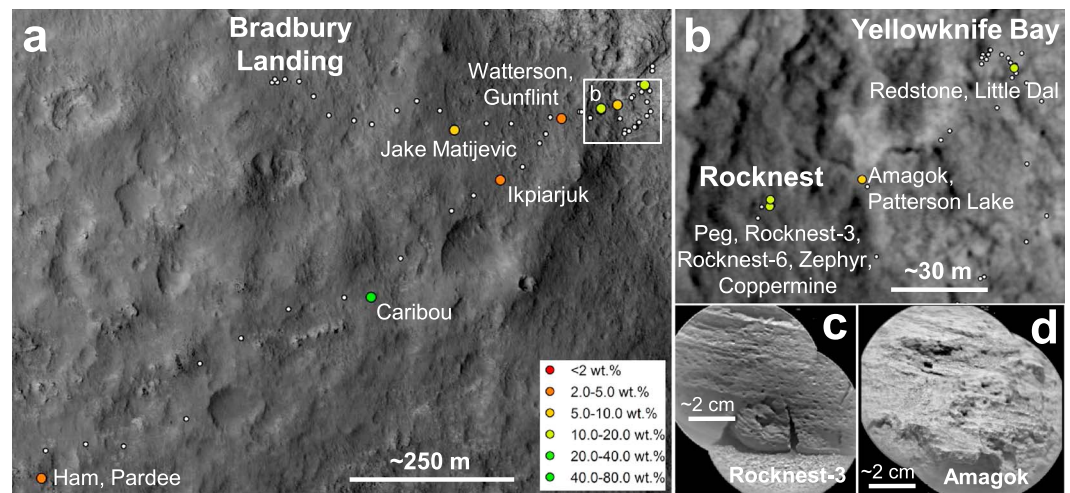 a
Bradbury
Landing
Watterson,
Gunflint
b
Jake Matijevic
Ikpiarjuk
Caribou
Ham, Pardee
~250 m
<2 wt.%
2.0-5.0 wt.%
5.0-10.0 wt.%
10.0-20.0 wt.%
20.0-40.0 wt.%
40.0-80.0 wt.%
b
Yellowknife Bay
Redstone, Little Dal
Rocknest
Amagok,
Patterson Lake
Peg, Rocknest-3,
Rocknest-6, Zephyr,
Coppermine
~30 m
c
~2 cm
Rocknest-3
d
~2 cm
Amagok